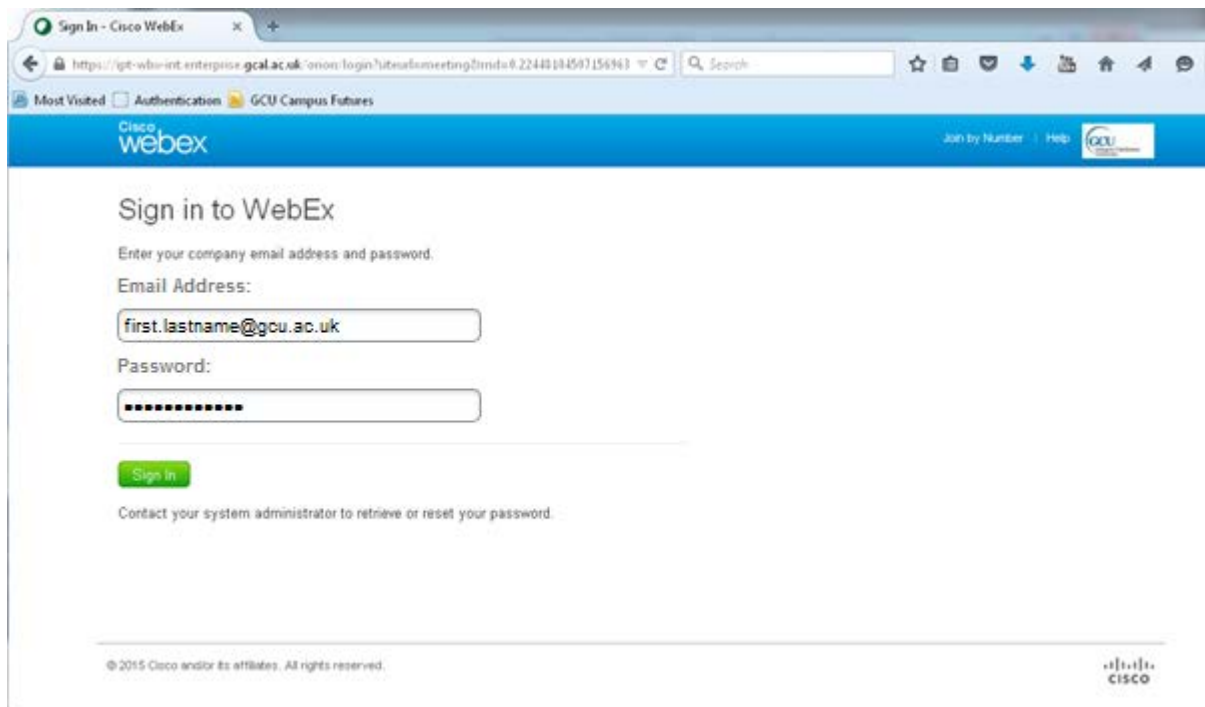 Sign In - Cisco WebEx
Search
Most Visited Authentication GCU Campus Futures
Cisco webex
Join by Number | Help GCU
Sign in to WebEx
Enter your company email address and password.
Email Address:
first.lastname@gcu.ac.uk
Password:
••••••••••••
Sign In
Contact your system administrator to retrieve or reset your password.
© 2015 Cisco and/or its affiliates. All rights reserved.
CISCO